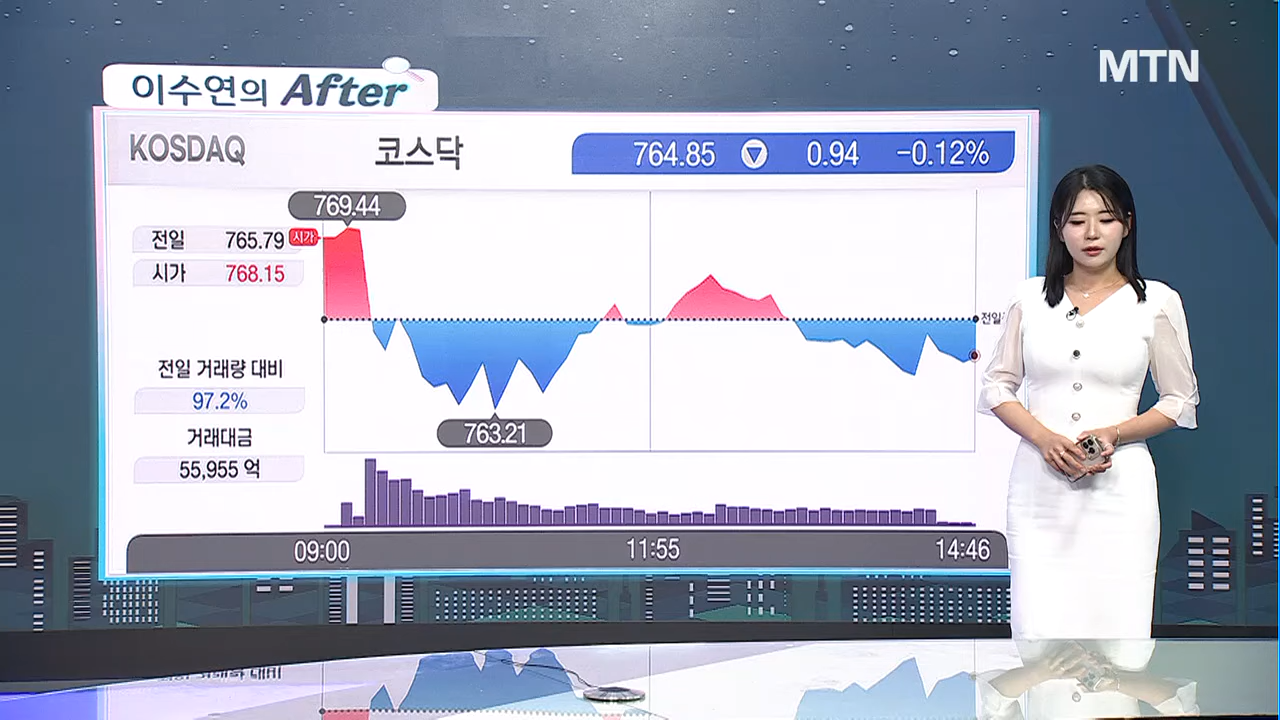 MTN
이수연의 After
KOSDAQ 코스닥 764.85 ▼ 0.94 -0.12%
769.44
전일 765.79 시가
시가 768.15
전일
전일 거래량 대비
97.2%
거래대금
55,955 억
763.21
09:00 11:55 14:46